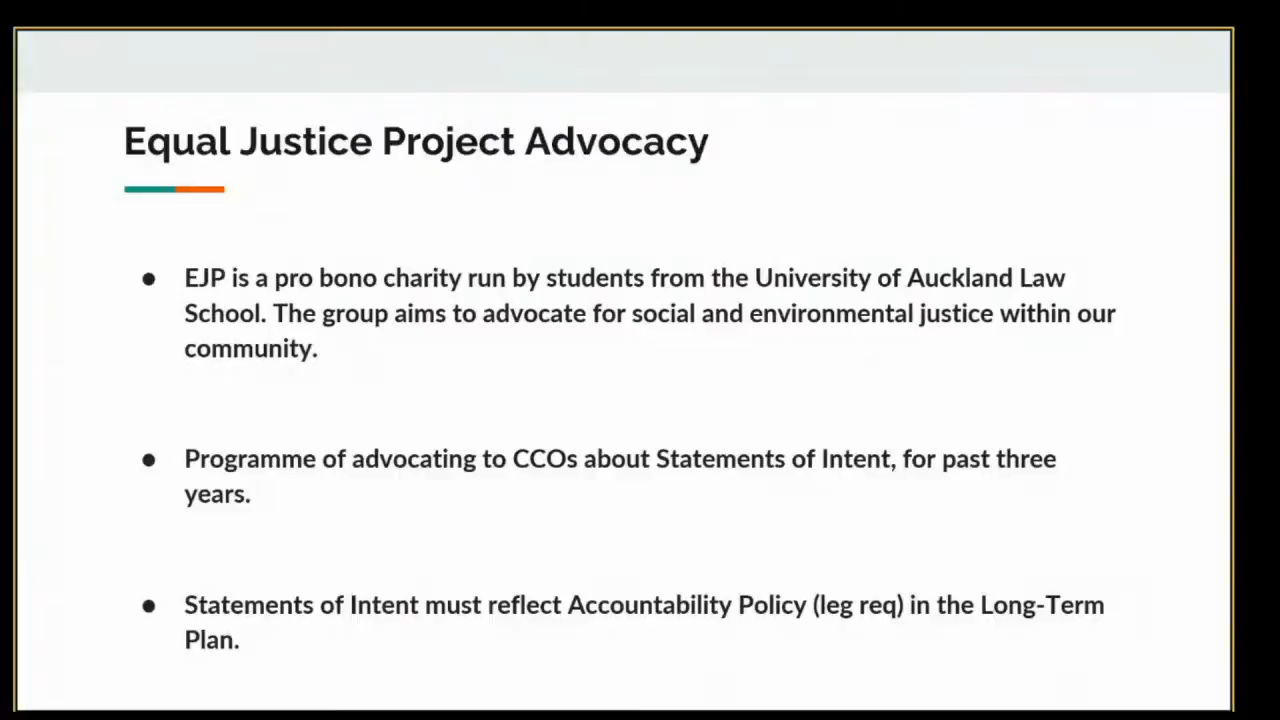 Equal Justice Project Advocacy
● EJP is a pro bono charity run by students from the University of Auckland Law
School. The group aims to advocate for social and environmental justice within our
community.
● Programme of advocating to CCOs about Statements of Intent, for past three
years.
● Statements of Intent must reflect Accountability Policy (leg req) in the Long-Term
Plan.